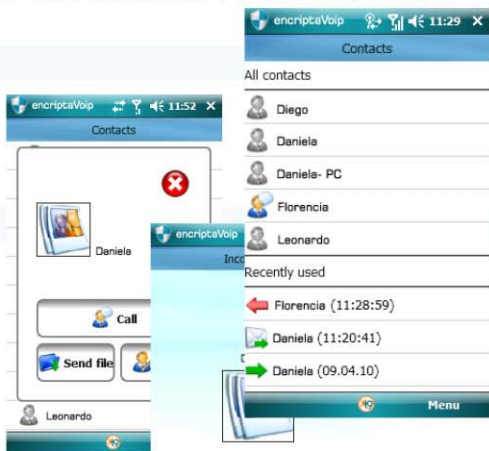 encriptaVoip 11:52 X
Contacts
Daniela
Call
Send file
Leonardo
encriptaVoip
encriptaVoip 11:29 X
Contacts
All contacts
Diego
Daniela
Daniela- PC
Florencia
Leonardo
Recently used
Florencia (11:28:59)
Daniela (11:20:41)
Daniela (09.04.10)
Menu